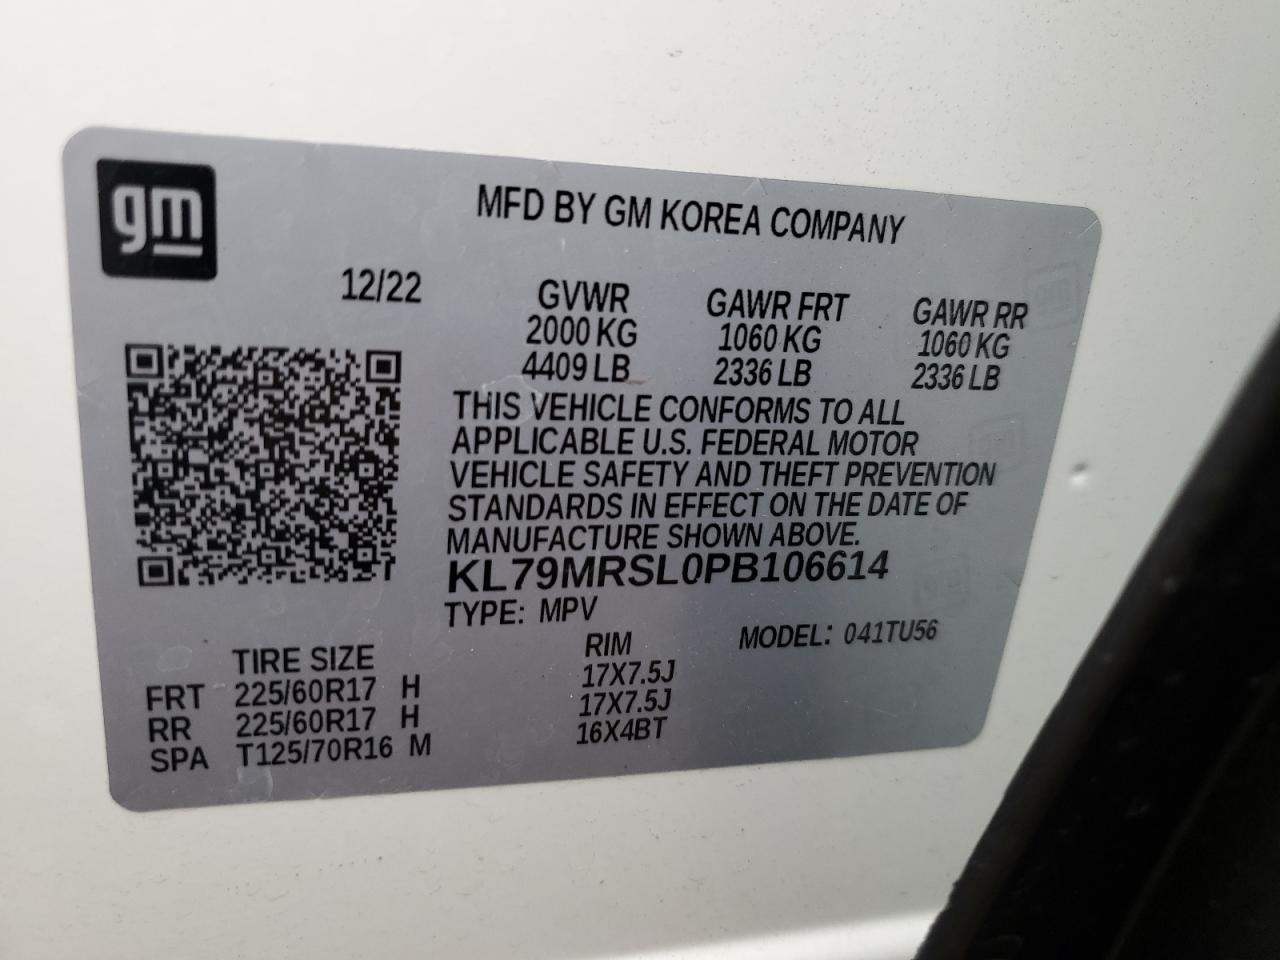 gm
MFD BY GM KOREA COMPANY
12/22
GVWR GAWR FRT GAWR RR
2000 KG 1060 KG 1060 KG
4409 LB 2336 LB 2336 LB
THIS VEHICLE CONFORMS TO ALL
APPLICABLE U.S. FEDERAL MOTOR
VEHICLE SAFETY AND THEFT PREVENTION
STANDARDS IN EFFECT ON THE DATE OF
MANUFACTURE SHOWN ABOVE.
KL79MRSL0PB106614
TYPE: MPV MODEL: 041TU56
TIRE SIZE RIM
FRT 225/60R17 H 17X7.5J
RR 225/60R17 H 17X7.5J
SPA T125/70R16 M 16X4BT